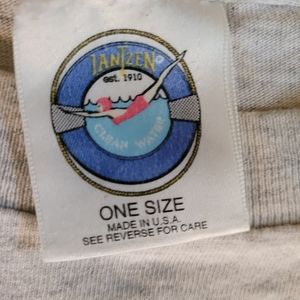 JANTZEN®
est. 1910
CLEAN WATER
ONE SIZE
MADE IN U.S.A.
SEE REVERSE FOR CARE